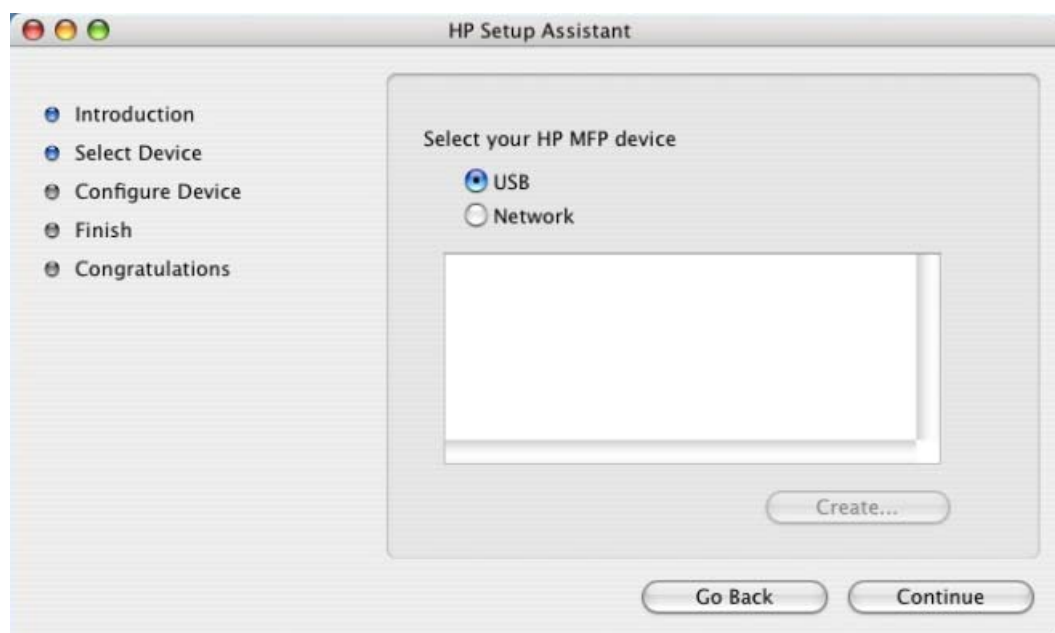 HP Setup Assistant
Introduction
Select Device
Configure Device
Finish
Congratulations
Select your HP MFP device
USB
Network
Create...
Go Back
Continue